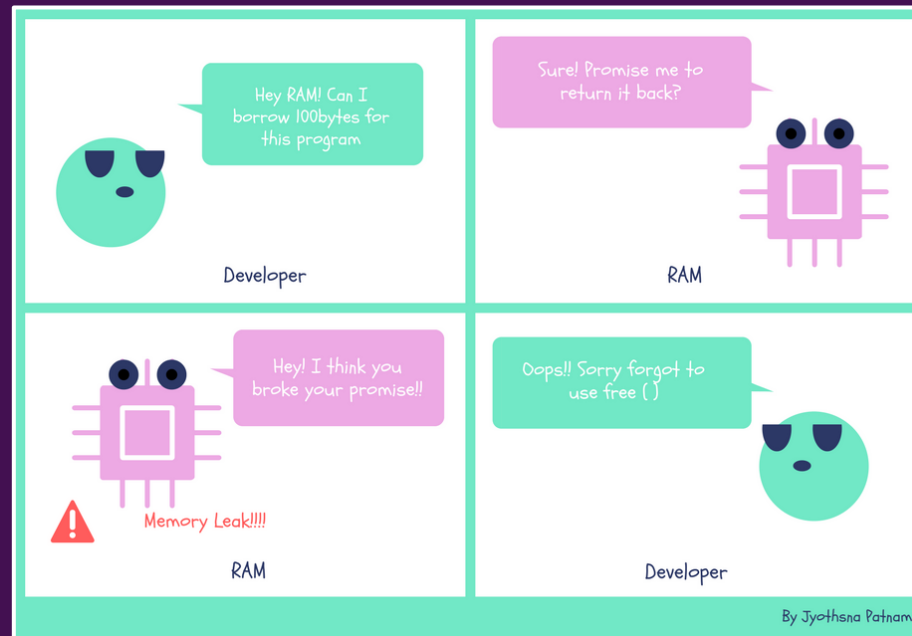 Hey RAM! Can I
borrow 100bytes for
this program
Developer
Sure! Promise me to
return it back?
RAM
Hey! I think you
broke your promise!!
Memory Leak!!!!
RAM
Oops!! Sorry forgot to
use free ( )
Developer
By Jyothsna Patnam